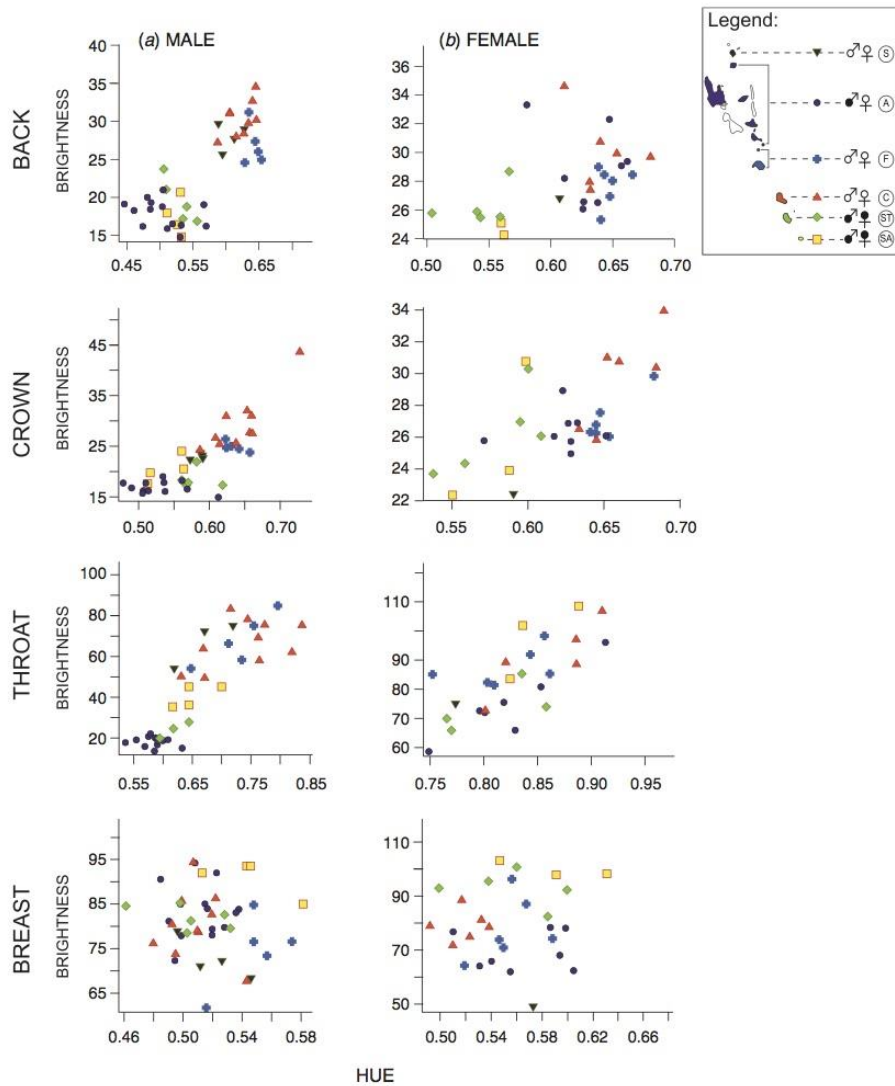 (a) MALE
(b) FEMALE
Legend:
♂♀ S
♂♀ A
♂♀ F
♂♀ C
♂♀ ST
♂♀ SA
BACK
BRIGHTNESS
40
35
30
25
20
15
0.45 0.55 0.65
36
34
32
30
28
26
24
0.50 0.55 0.60 0.65 0.70
CROWN
BRIGHTNESS
45
35
25
15
0.50 0.60 0.70
34
32
30
28
26
24
22
0.55 0.60 0.65 0.70
THROAT
BRIGHTNESS
100
80
60
40
20
0.55 0.65 0.75 0.85
110
90
80
70
60
0.75 0.80 0.85 0.90 0.95
BREAST
BRIGHTNESS
95
85
75
65
0.46 0.50 0.54 0.58
110
90
70
50
0.50 0.54 0.58 0.62 0.66
HUE